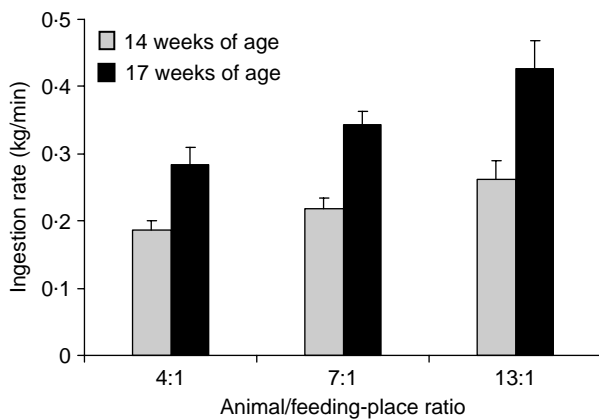 0·5
14 weeks of age
17 weeks of age
0·4
0·3
0·2
0·1
0
Ingestion rate (kg/min)
4:1 7:1 13:1
Animal/feeding-place ratio